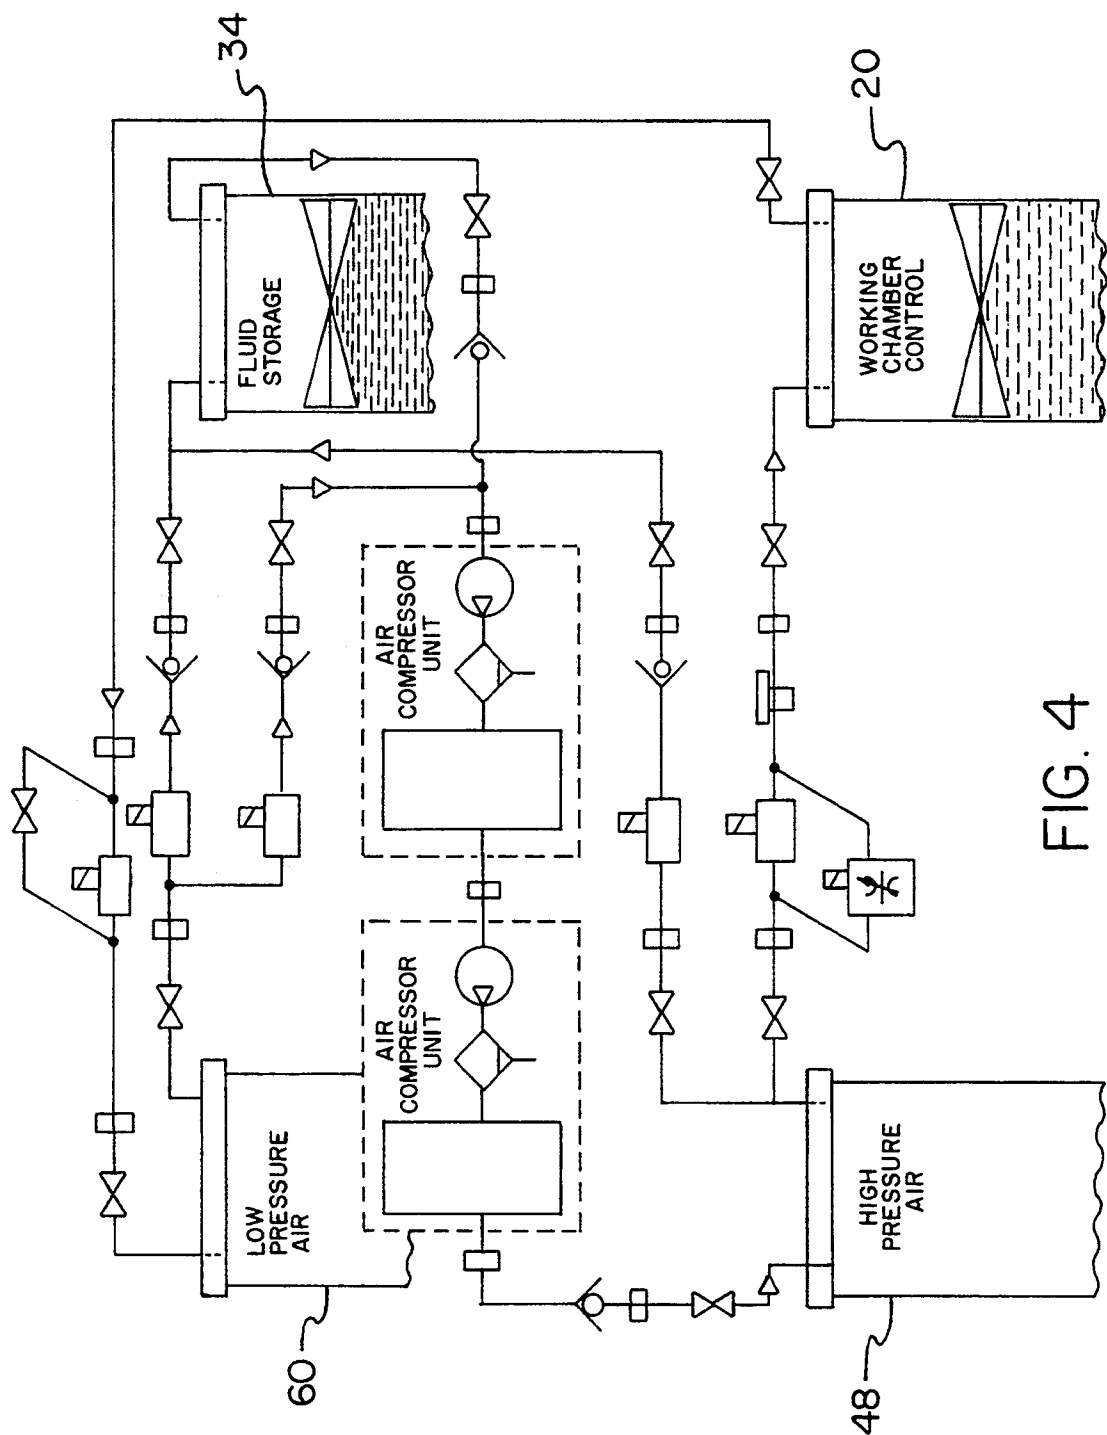 34
FLUID
STORAGE
20
WORKING
CHAMBER
CONTROL
AIR
COMPRESSOR
UNIT
AIR
COMPRESSOR
UNIT
LOW
PRESSURE
AIR
60
HIGH
PRESSURE
AIR
48
FIG. 4